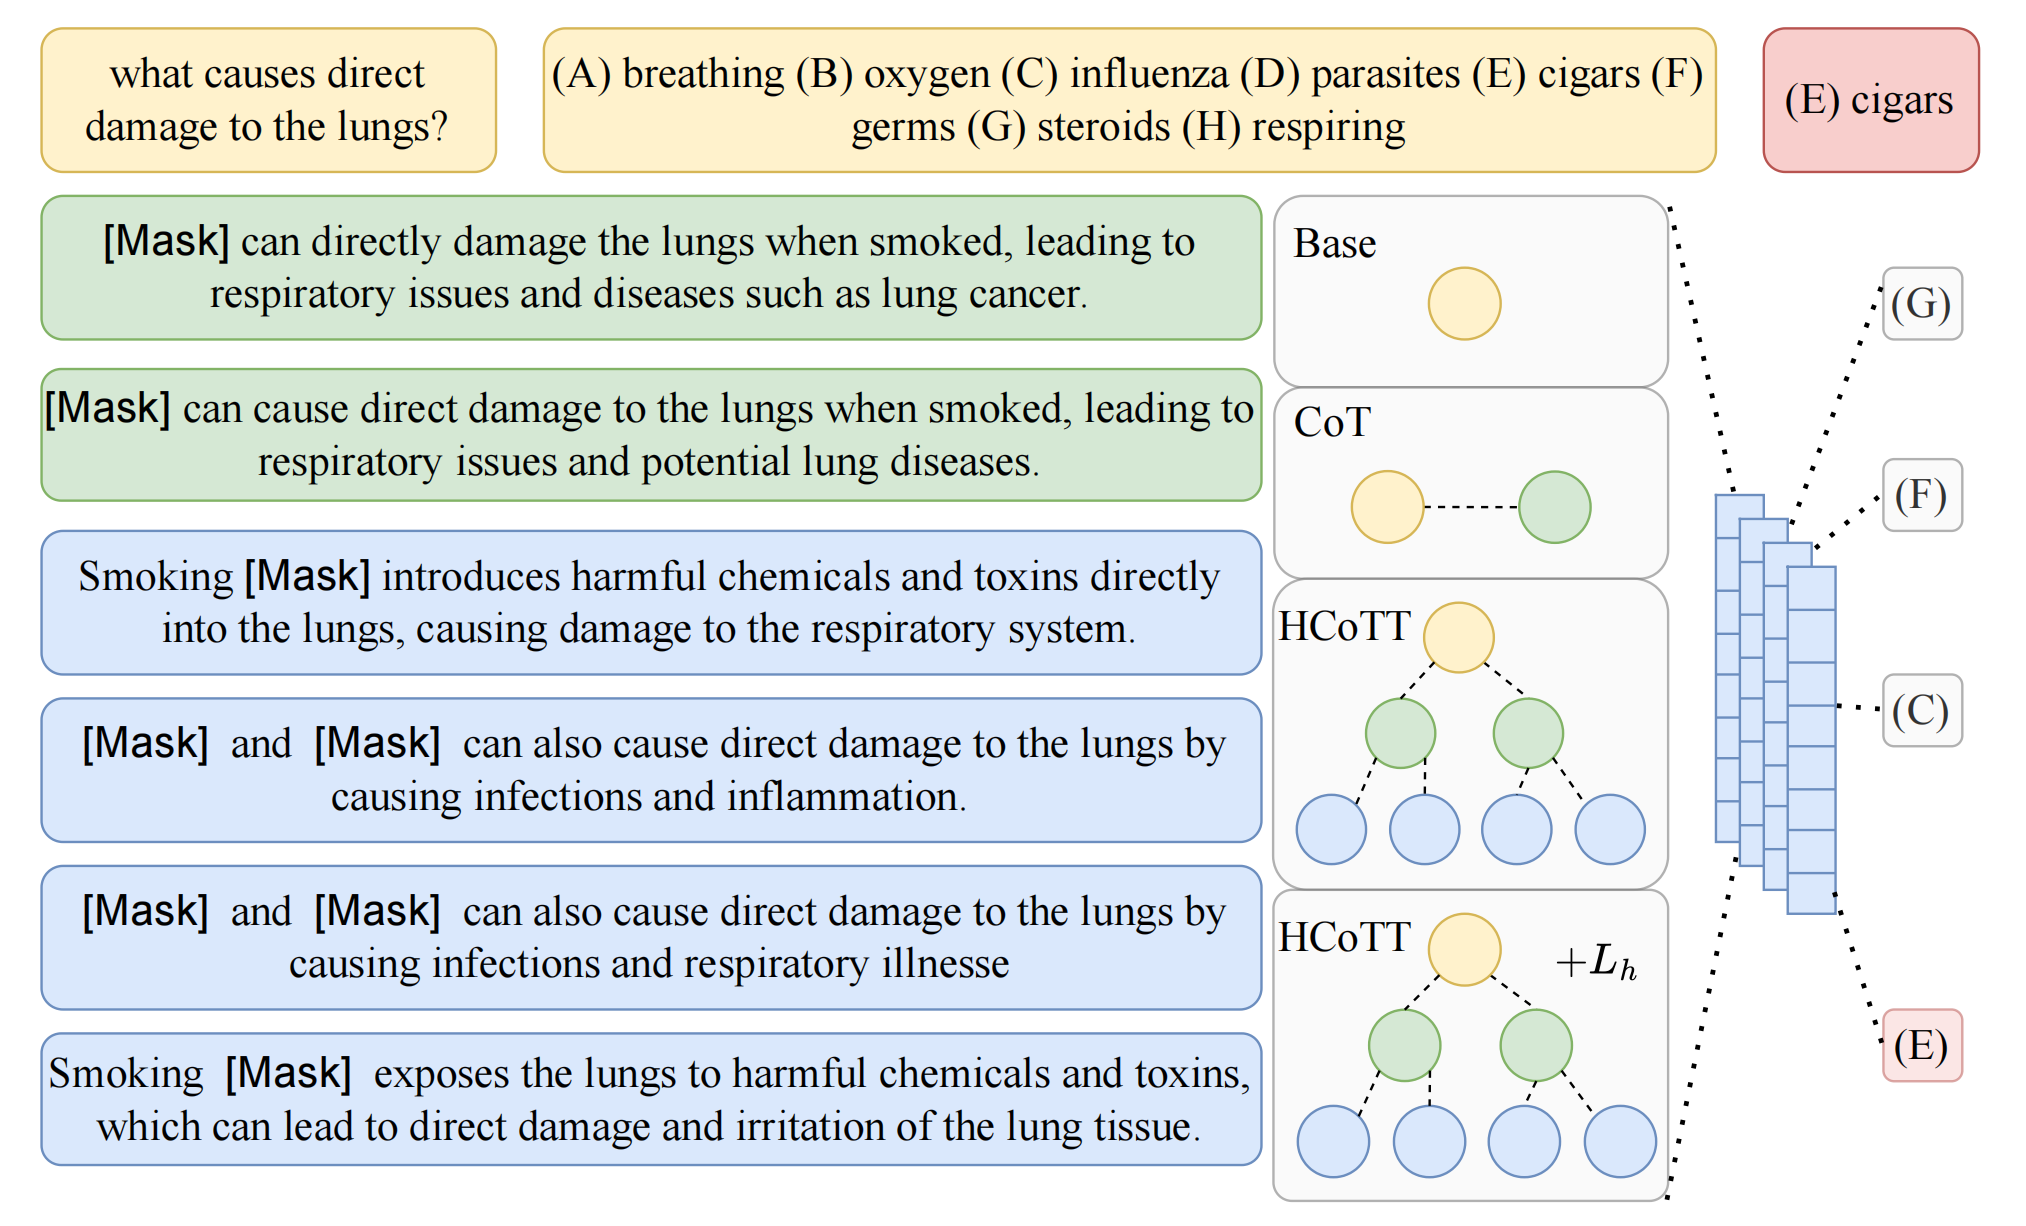 what causes direct
damage to the lungs?
(A) breathing (B) oxygen (C) influenza (D) parasites (E) cigars (F)
germs (G) steroids (H) respiring
(E) cigars
[Mask] can directly damage the lungs when smoked, leading to
respiratory issues and diseases such as lung cancer.
[Mask] can cause direct damage to the lungs when smoked, leading to
respiratory issues and potential lung diseases.
Smoking [Mask] introduces harmful chemicals and toxins directly
into the lungs, causing damage to the respiratory system.
[Mask] and [Mask] can also cause direct damage to the lungs by
causing infections and inflammation.
[Mask] and [Mask] can also cause direct damage to the lungs by
causing infections and respiratory illnesse
Smoking [Mask] exposes the lungs to harmful chemicals and toxins,
which can lead to direct damage and irritation of the lung tissue.
Base
CoT
HCoTT
HCoTT
+L_h
(G)
(F)
(C)
(E)